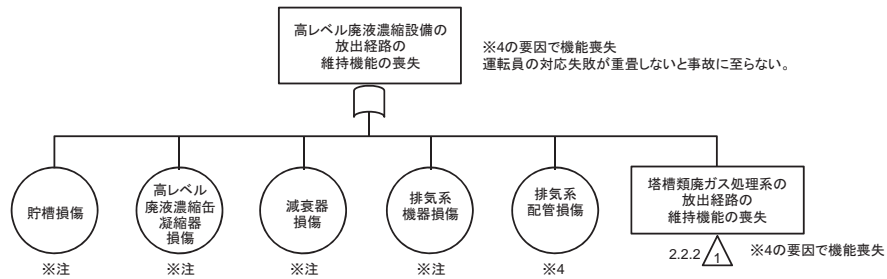 高レベル廃液濃縮設備の
放出経路の
維持機能の喪失
※4の要因で機能喪失
運転員の対応失敗が重畳しないと事故に至らない。
貯槽損傷
※注
高レベル
廃液濃縮缶
凝縮器
損傷
※注
減衰器
損傷
※注
排気系
機器損傷
※注
排気系
配管損傷
※4
塔槽類廃ガス処理系の
放出経路の
維持機能の喪失
2.2.2
1
※4の要因で機能喪失